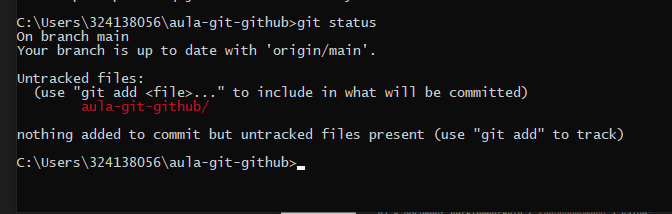 C:\Users\324138056\aula-git-github>git status
On branch main
Your branch is up to date with 'origin/main'.
Untracked files:
(use "git add <file>..." to include in what will be committed)
aula-git-github/
nothing added to commit but untracked files present (use "git add" to track)
C:\Users\324138056\aula-git-github>